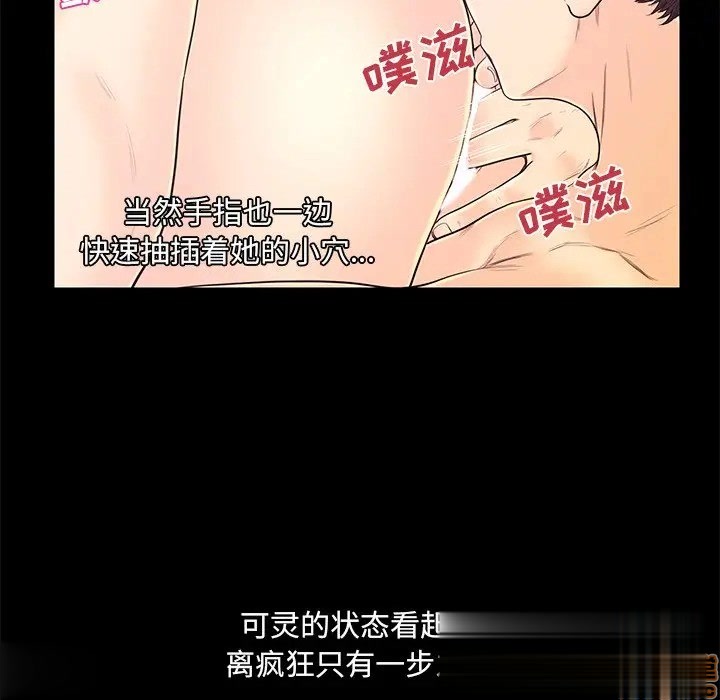 噗滋
噗滋
当然手指也一边
快速抽插着她的小穴...
可灵的状态看起
离疯狂只有一步